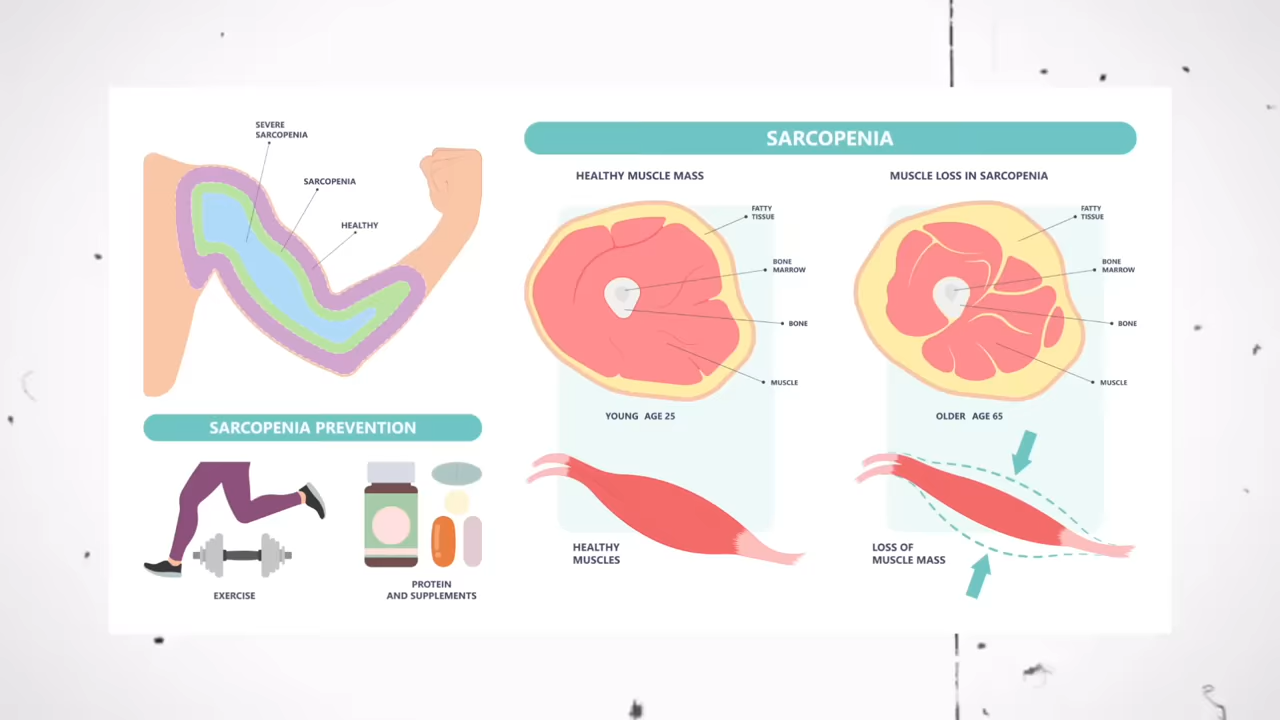 SEVERE
SARCOPENIA
SARCOPENIA
HEALTHY
SARCOPENIA PREVENTION
EXERCISE
PROTEIN
AND SUPPLEMENTS
SARCOPENIA
HEALTHY MUSCLE MASS
FATTY
TISSUE
BONE
MARROW
BONE
MUSCLE
YOUNG AGE 25
HEALTHY
MUSCLES
MUSCLE LOSS IN SARCOPENIA
FATTY
TISSUE
BONE
MARROW
BONE
MUSCLE
OLDER AGE 65
LOSS OF
MUSCLE MASS